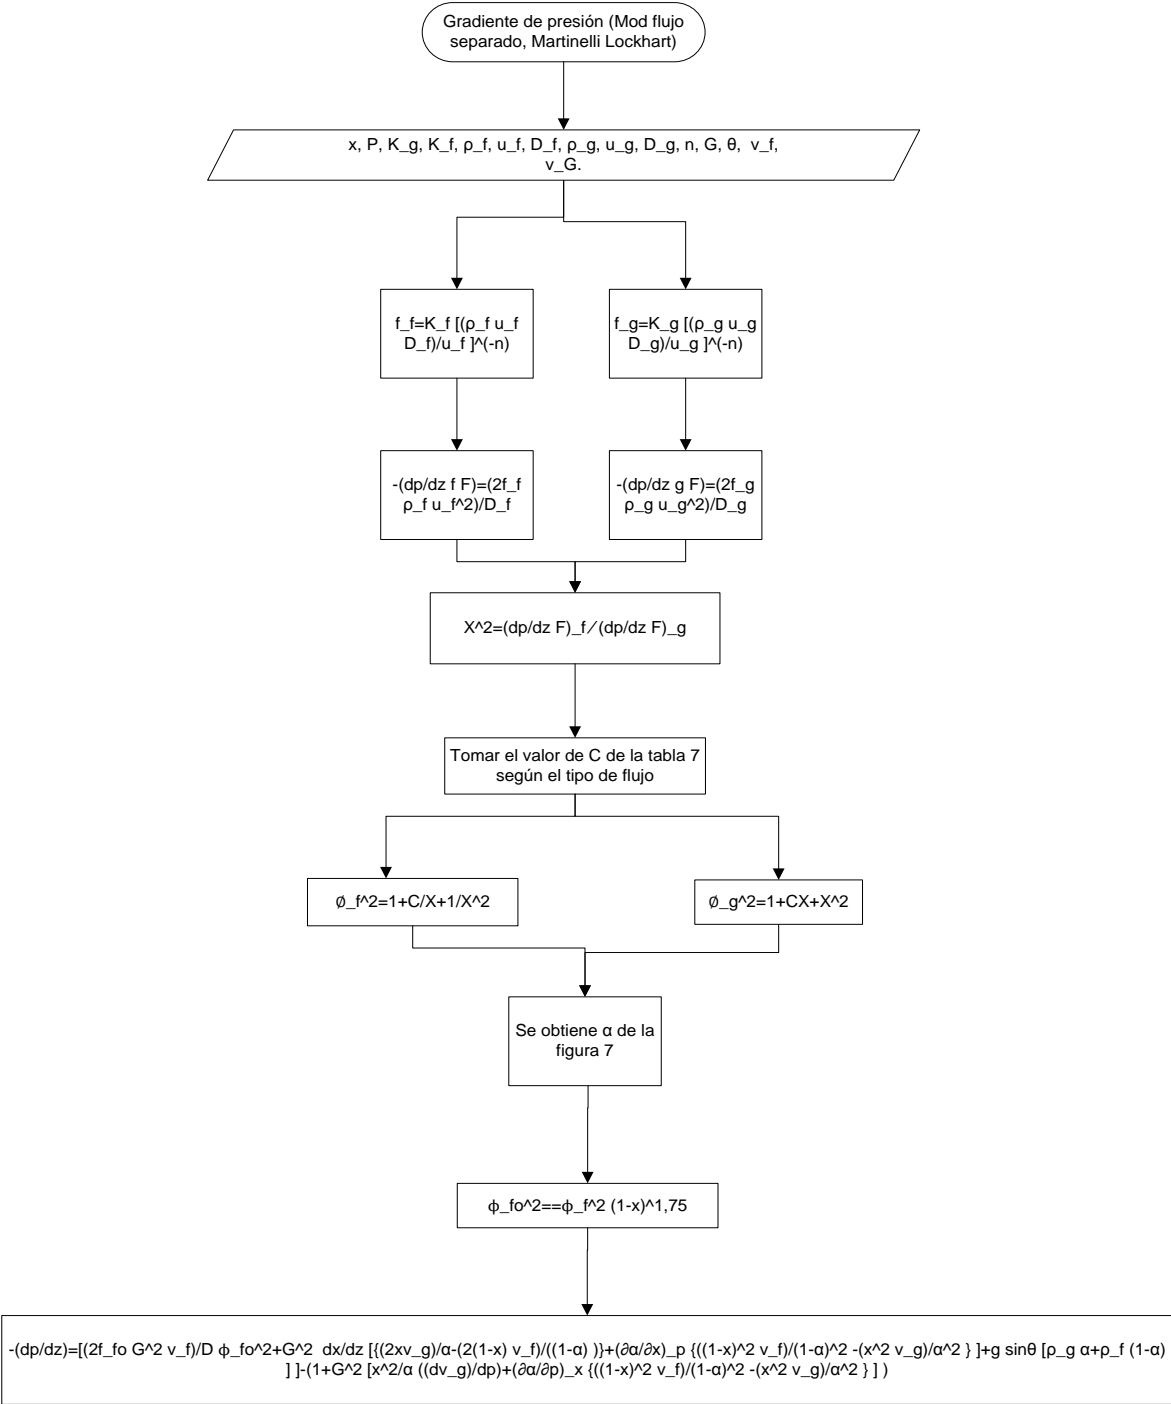 Gradiente de presión (Mod flujo
separado, Martinelli Lockhart)
x, P, K_g, K_f, ρ_f, u_f, D_f, ρ_g, u_g, D_g, n, G, θ, v_f,
v_G.
f_f=K_f [(ρ_f u_f
D_f)/u_f ]^(-n)
f_g=K_g [(ρ_g u_g
D_g)/u_g ]^(-n)
-(dp/dz f F)=(2f_f
ρ_f u_f^2)/D_f
-(dp/dz g F)=(2f_g
ρ_g u_g^2)/D_g
X^2=(dp/dz F)_f ∕ (dp/dz F)_g
Tomar el valor de C de la tabla 7
según el tipo de flujo
∅_f^2=1+C/X+1/X^2
∅_g^2=1+CX+X^2
Se obtiene α de la
figura 7
ϕ_fo^2==ϕ_f^2 (1-x)^1,75
-(dp/dz)=[(2f_fo G^2 v_f)/D ϕ_fo^2+G^2  dx/dz [{(2xv_g)/α-(2(1-x) v_f)/((1-α) )}+(∂α/∂x)_p {((1-x)^2 v_f)/(1-α)^2 -(x^2 v_g)/α^2 } ]+g sinθ [ρ_g α+ρ_f (1-α)
] ]-(1+G^2 [x^2/α ((dv_g)/dp)+(∂α/∂p)_x {((1-x)^2 v_f)/(1-α)^2 -(x^2 v_g)/α^2 } ] )